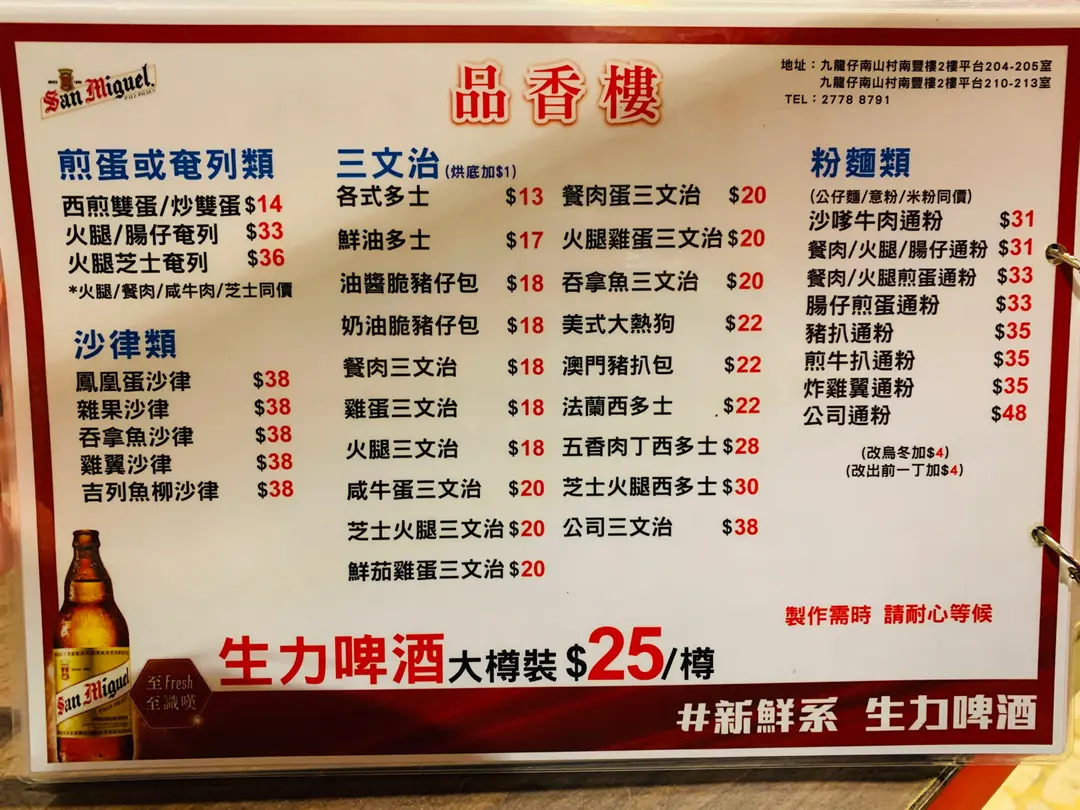 San Miguel
PALE PILSEN
品香樓
地址：九龍仔南山村南豐樓2樓平台204-205室
九龍仔南山村南豐樓2樓平台210-213室
TEL：2778 8791
煎蛋或奄列類
西煎雙蛋/炒雙蛋 $14
火腿/腸仔奄列 $33
火腿芝士奄列 $36
*火腿/餐肉/咸牛肉/芝士同價
沙律類
鳳凰蛋沙律 $38
雜果沙律 $38
吞拿魚沙律 $38
雞翼沙律 $38
吉列魚柳沙律 $38
三文治(烘底加$1)
各式多士 $13
鮮油多士 $17
油醬脆豬仔包 $18
奶油脆豬仔包 $18
餐肉三文治 $18
雞蛋三文治 $18
火腿三文治 $18
咸牛蛋三文治 $20
芝士火腿三文治 $20
鮮茄雞蛋三文治 $20
餐肉蛋三文治 $20
火腿雞蛋三文治 $20
吞拿魚三文治 $20
美式大熱狗 $22
澳門豬扒包 $22
法蘭西多士 $22
五香肉丁西多士 $28
芝士火腿西多士 $30
公司三文治 $38
粉麵類
(公仔麵/意粉/米粉同價)
沙嗲牛肉通粉 $31
餐肉/火腿/腸仔通粉 $31
餐肉/火腿煎蛋通粉 $33
腸仔煎蛋通粉 $33
豬扒通粉 $35
煎牛扒通粉 $35
炸雞翼通粉 $35
公司通粉 $48
(改烏冬加$4)
(改出前一丁加$4)
製作需時 請耐心等候
生力啤酒大樽裝 $25/樽
San Miguel
至Fresh
至識嘆
#新鮮系 生力啤酒